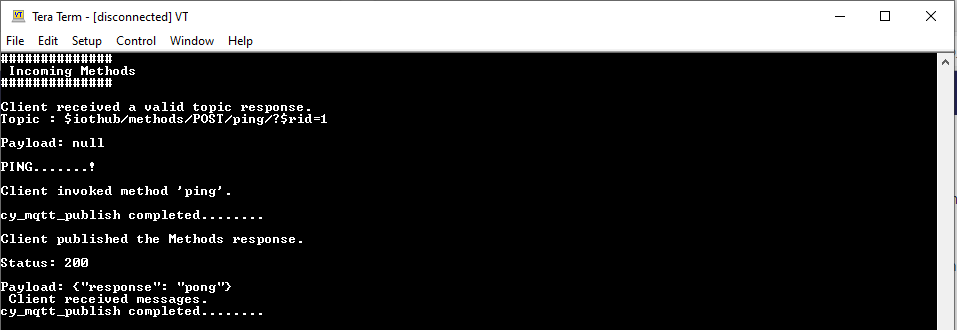 Tera Term - [disconnected] VT
File Edit Setup Control Window Help
##############
Incoming Methods
##############
Client received a valid topic response.
Topic : $iothub/methods/POST/ping/?$rid=1
Payload: null
PING.......!
Client invoked method 'ping'.
cy_mqtt_publish completed........
Client published the Methods response.
Status: 200
Payload: {"response": "pong"}
Client received messages.
cy_mqtt_publish completed........